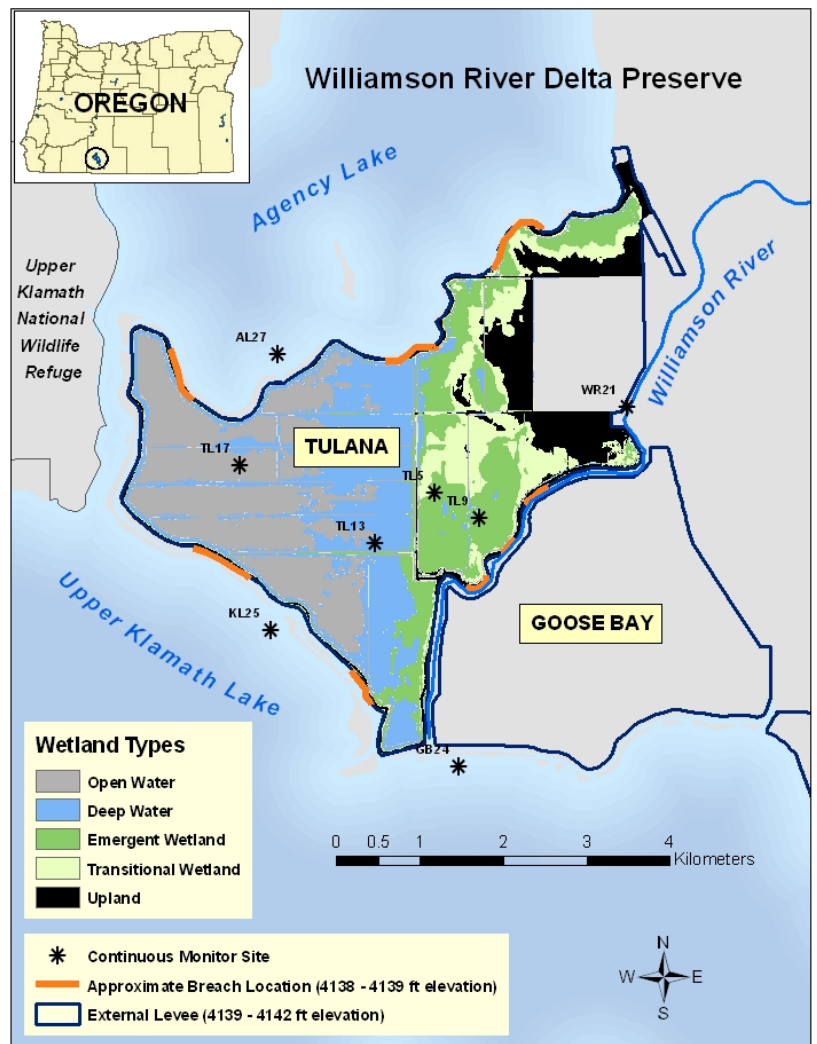 OREGON
Williamson River Delta Preserve
Agency Lake
Upper
Klamath
National
Wildlife
Refuge
Williamson River
AL27
WR21
TULANA
TL17
TL5
TL9
TL13
KL25
GOOSE BAY
Upper Klamath Lake
GB24
Wetland Types
Open Water
Deep Water
Emergent Wetland
Transitional Wetland
Upland
0 0.5 1 2 3 4
Kilometers
Continuous Monitor Site
Approximate Breach Location (4138 - 4139 ft elevation)
External Levee (4139 - 4142 ft elevation)
N
W E
S